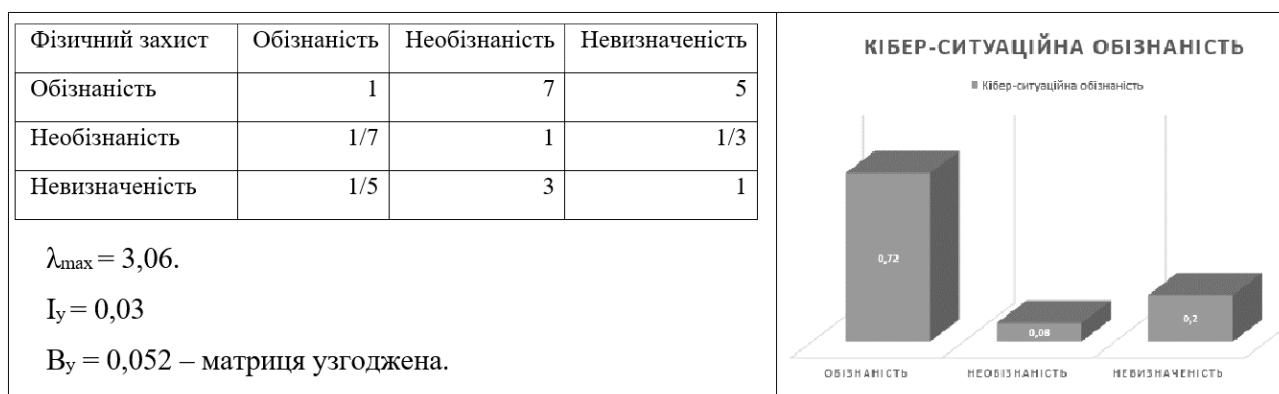 Фізичний захист Обізнаність Необізнаність Невизначеність
Обізнаність 1 7 5
Необізнаність 1/7 1 1/3
Невизначеність 1/5 3 1
λmax = 3,06.
Iу = 0,03
Bу = 0,052 – матриця узгоджена.
КІБЕР-СИТУАЦІЙНА ОБІЗНАНІСТЬ
Кібер-ситуаційна обізнаність
0,72
0,08
0,2
ОБІЗНАНІСТЬ НЕОБІЗНАНІСТЬ НЕВИЗНАЧЕНІСТЬ